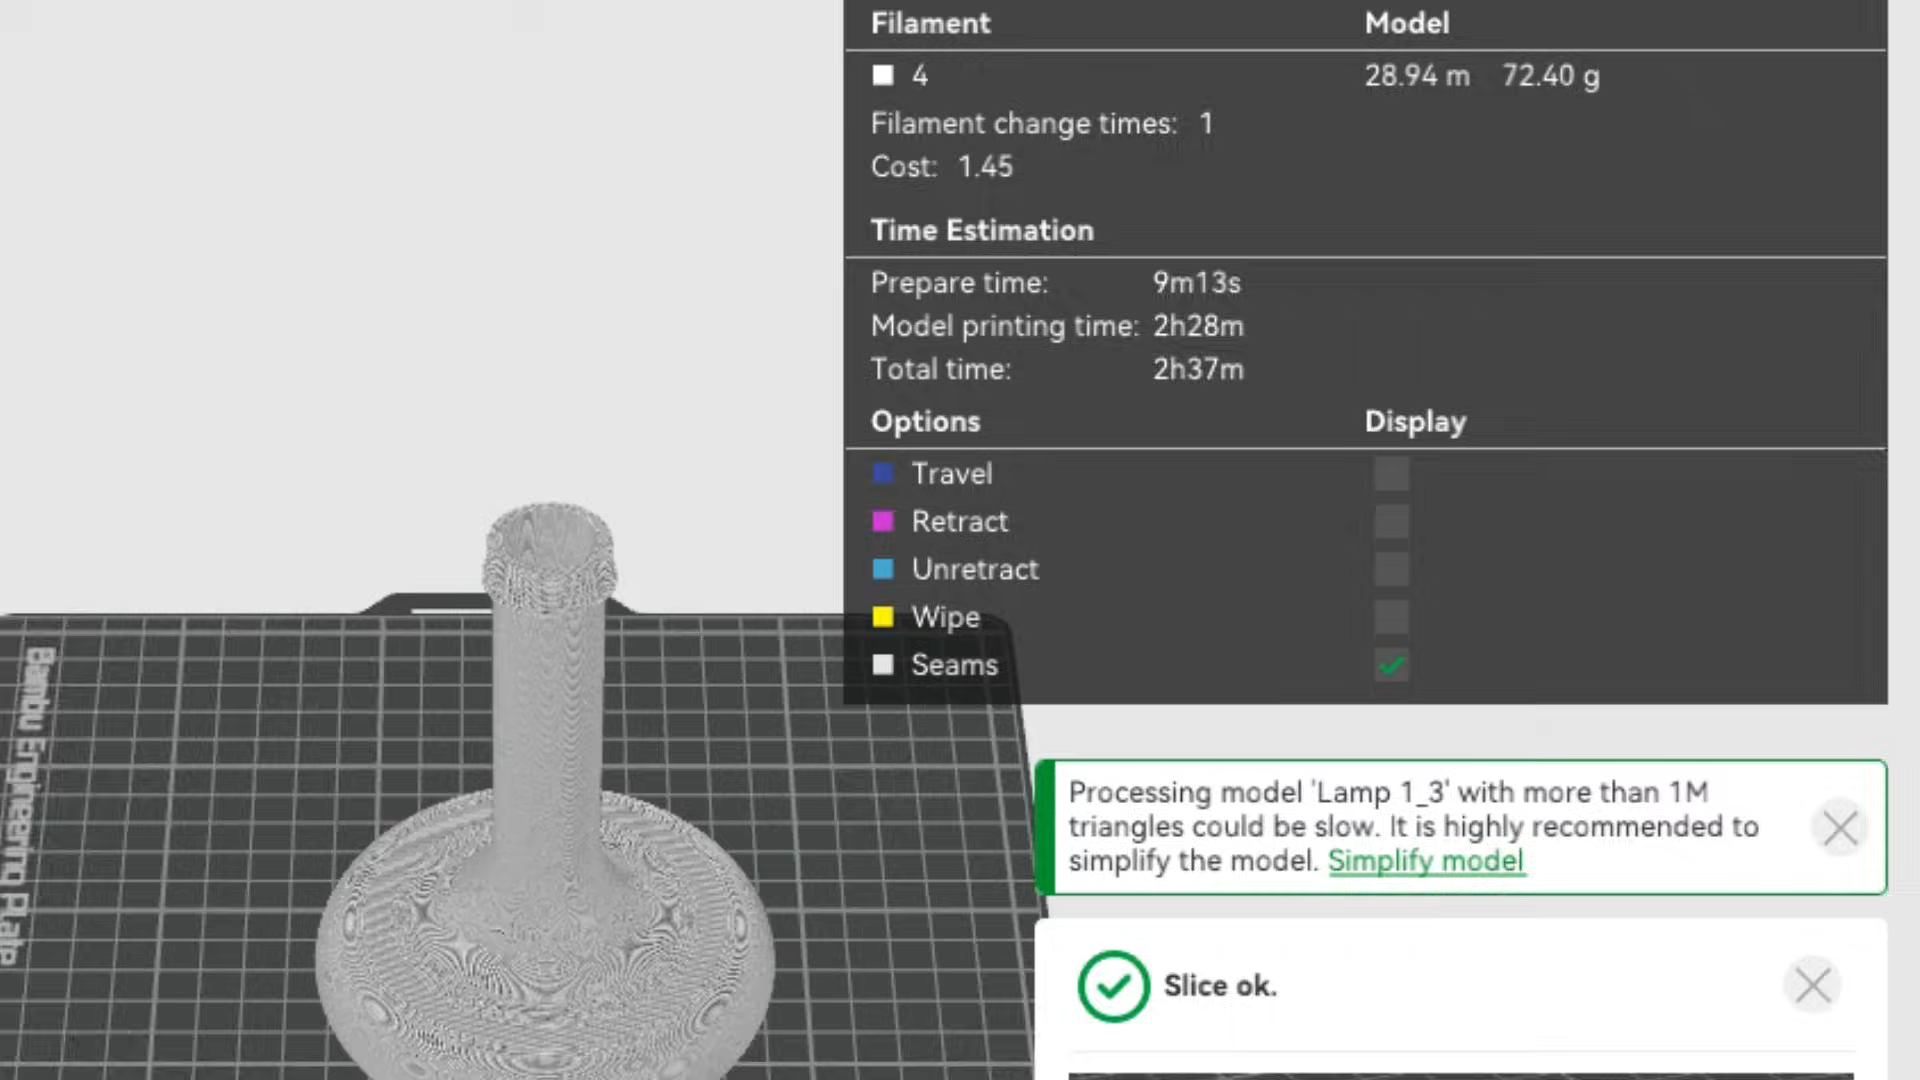 Filament Model
4 28.94 m 72.40 g
Filament change times: 1
Cost: 1.45
Time Estimation
Prepare time: 9m13s
Model printing time: 2h28m
Total time: 2h37m
Options Display
Travel
Retract
Unretract
Wipe
Seams
Bambu Engineering Plate
Processing model 'Lamp 1_3' with more than 1M
triangles could be slow. It is highly recommended to
simplify the model. Simplify model
Slice ok.